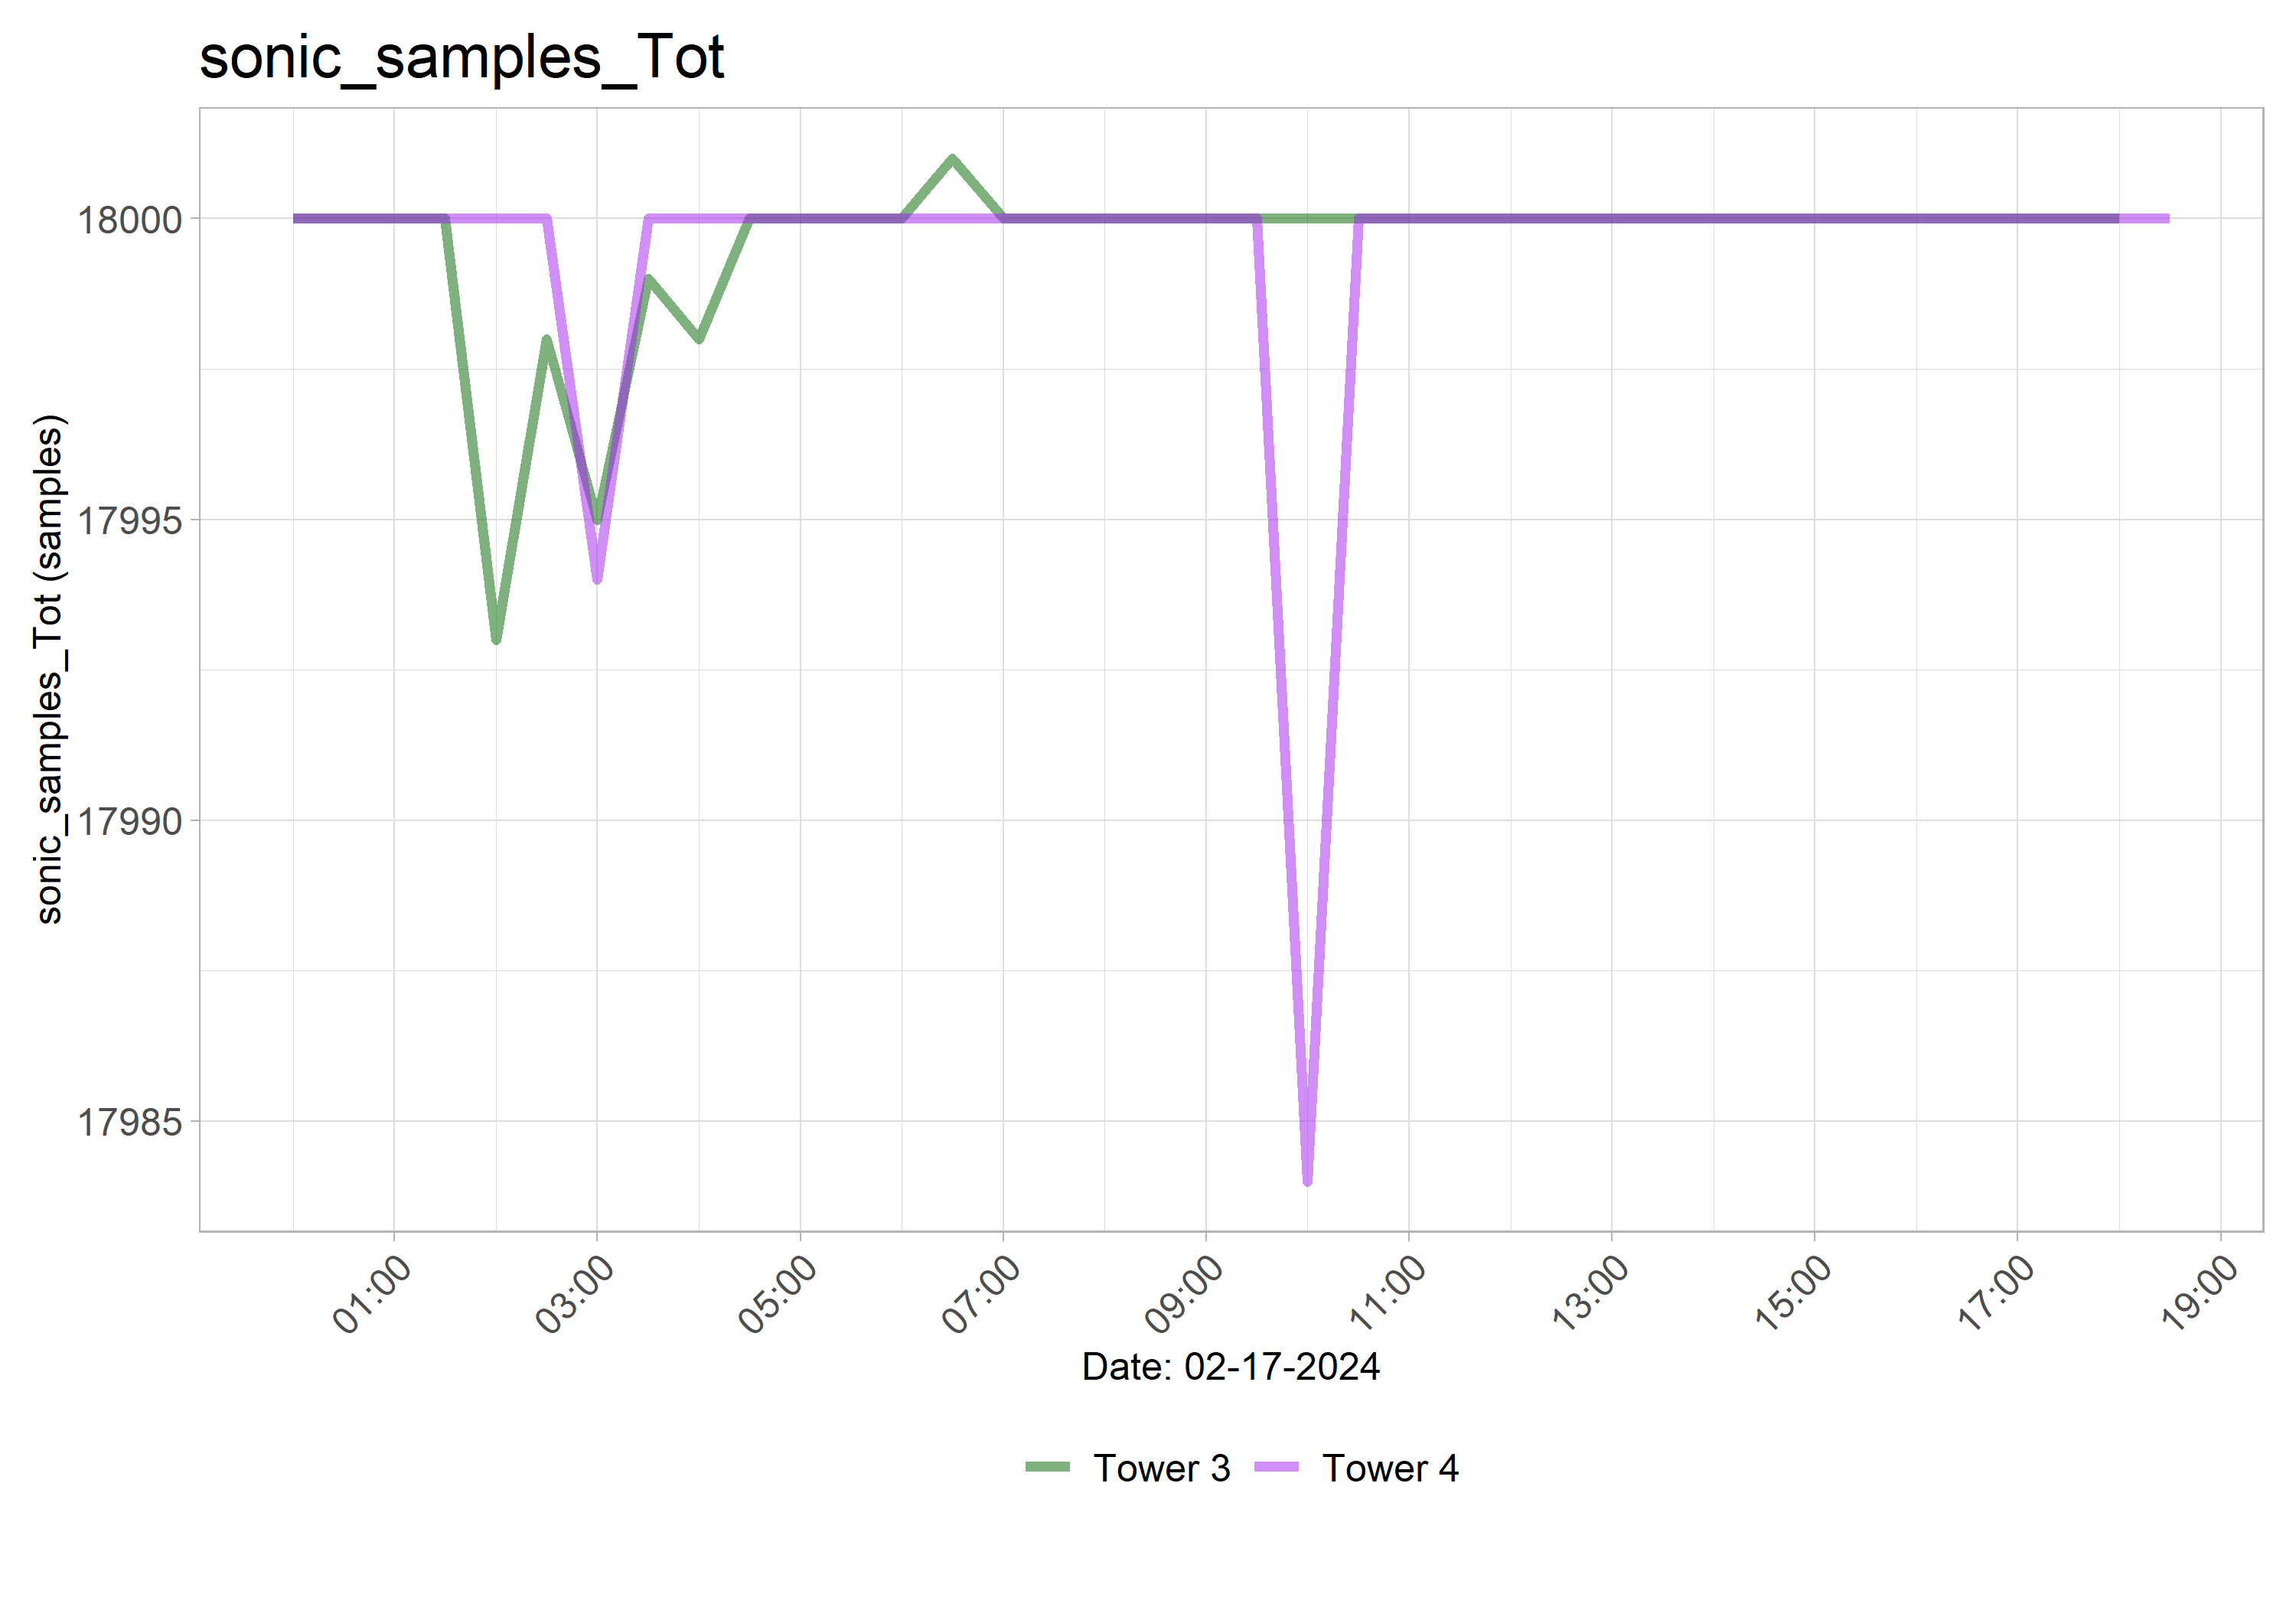 sonic_samples_Tot
sonic_samples_Tot (samples)
18000
17995
17990
17985
01:00
03:00
05:00
07:00
09:00
11:00
13:00
15:00
17:00
19:00
Date: 02-17-2024
Tower 3
Tower 4